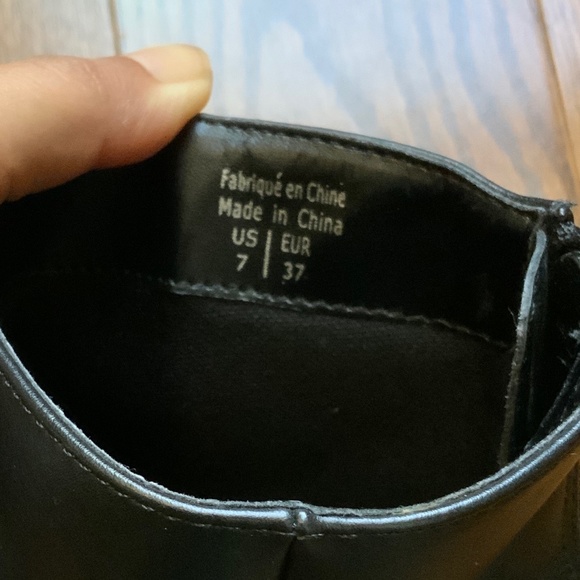 Fabriqué en Chine
Made in China
US | EUR
7 | 37